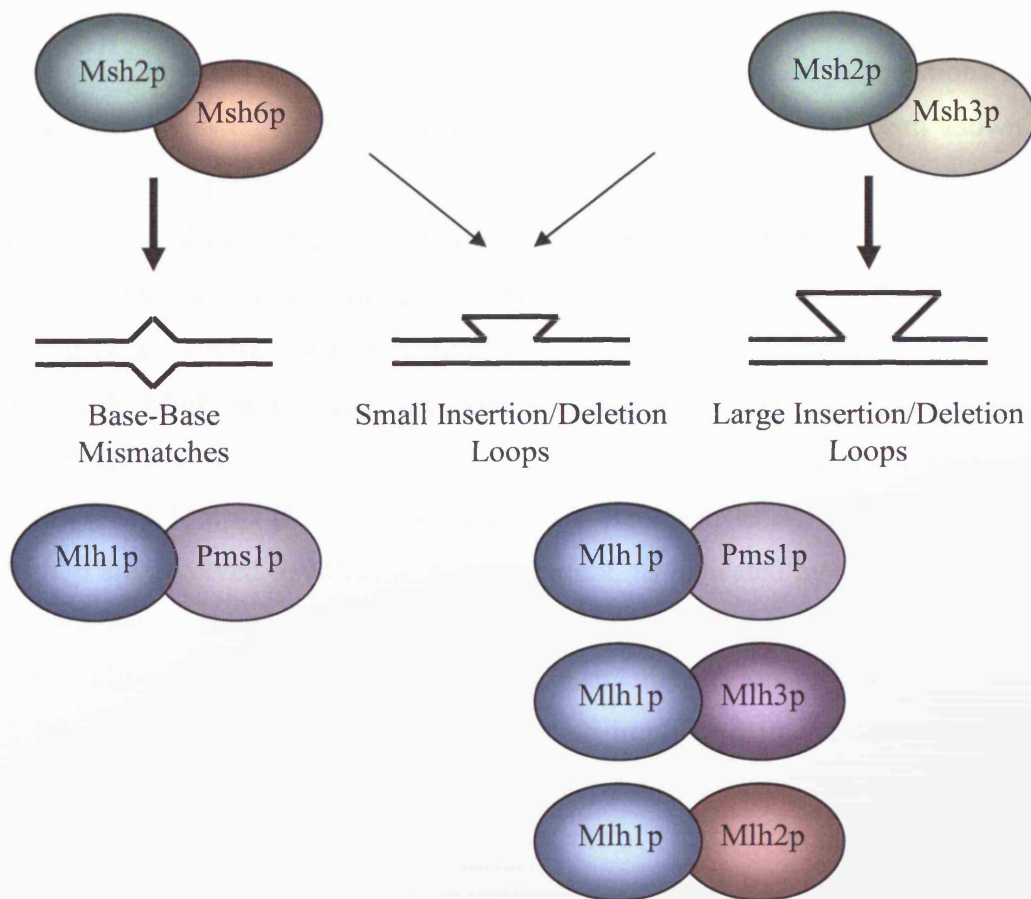 Msh2p
Msh6p
Msh2p
Msh3p
Base-Base
Mismatches
Small Insertion/Deletion
Loops
Large Insertion/Deletion
Loops
Mlh1p
Pms1p
Mlh1p
Pms1p
Mlh1p
Mlh3p
Mlh1p
Mlh2p